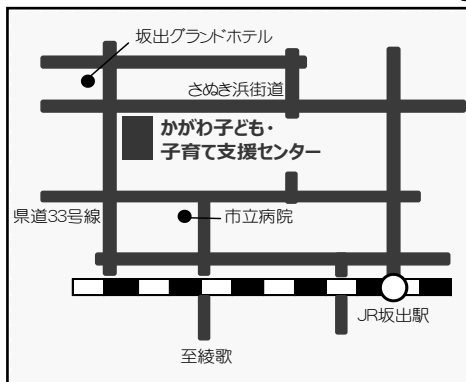 坂出グランドホテル
さぬき浜街道
かがわ子ども・
子育て支援センター
県道33号線
市立病院
JR坂出駅
至綾歌